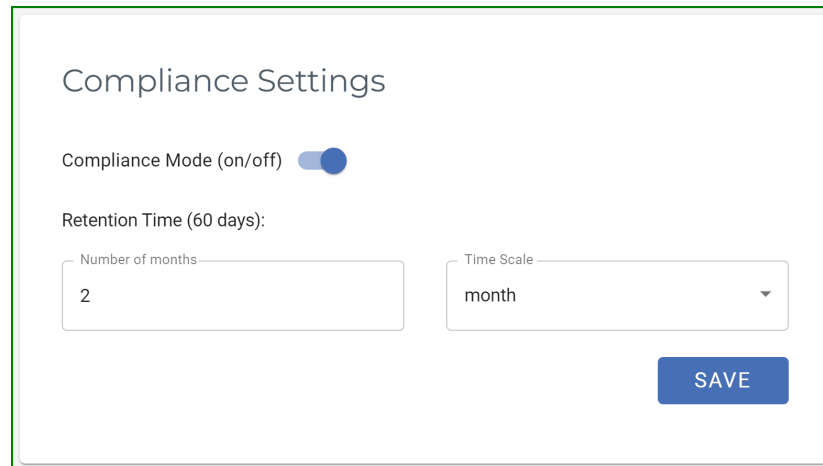 Compliance Settings
Compliance Mode (on/off)
Retention Time (60 days):
Number of months
2
Time Scale
month
SAVE